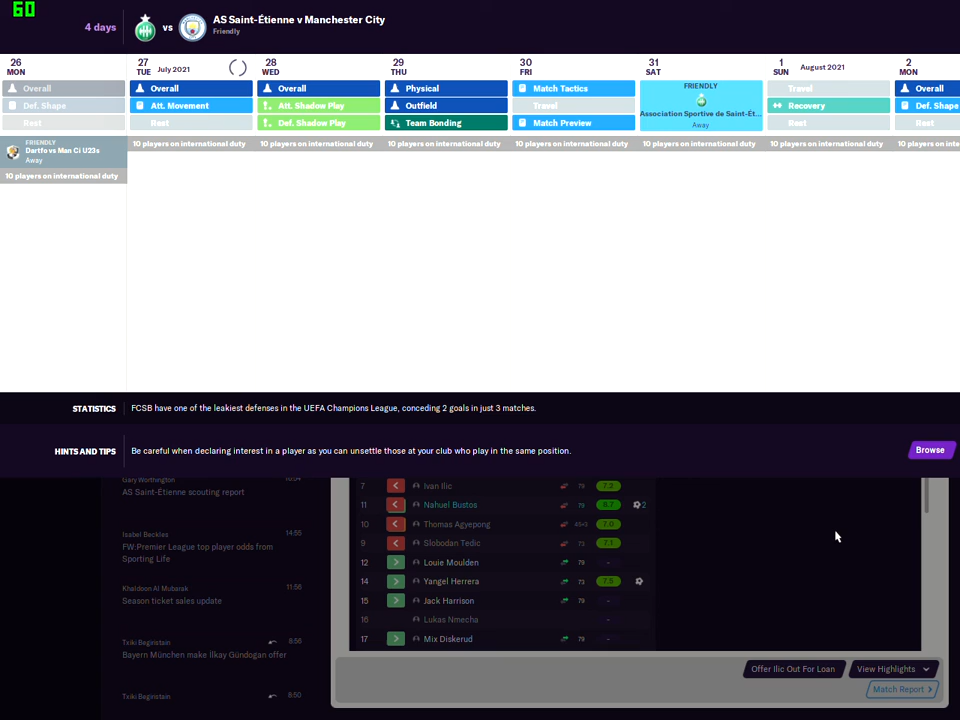 60
4 days
vs
AS Saint-Étienne v Manchester City
Friendly
26
MON
27
TUE July 2021
28
WED
29
THU
30
FRI
31
SAT
1
SUN August 2021
2
MON
Overall
Def. Shape
Rest
Overall
Att. Movement
Rest
Overall
Att. Shadow Play
Def. Shadow Play
Physical
Outfield
Team Bonding
Match Tactics
Travel
Match Preview
FRIENDLY
Association Sportive de Saint-Ét...
Away
Travel
Recovery
Rest
Overall
Def. Shape
Rest
FRIENDLY
Dartfo vs Man Ci U23s
Away
10 players on international duty
10 players on international duty
10 players on international duty
10 players on international duty
10 players on international duty
10 players on international duty
10 players on international duty
10 players on inte
STATISTICS
FCSB have one of the leakiest defenses in the UEFA Champions League, conceding 2 goals in just 3 matches.
HINTS AND TIPS
Be careful when declaring interest in a player as you can unsettle those at your club who play in the same position.
Browse
Gary Worthington
AS Saint-Étienne scouting report
Isabel Beckles 14:55
FW:Premier League top player odds from
Sporting Life
Khaldoon Al Mubarak 11:56
Season ticket sales update
Txiki Beginstain 8:56
Bayern München make İlkay Gündogan offer
Txiki Beginstain 8:50
7 Ivan Ilic 79 7.3
11 Nahuel Bustos 79 8.7 2
10 Thomas Agyepong 45+3 7.0
9 Slobodan Tedic 73 7.1
12 Louie Moulden 79 -
14 Yangel Herrera 73 7.5
15 Jack Harrison 79 -
16 Lukas Nmecha -
17 Mix Diskerud 79 -
Offer Ilic Out For Loan
View Highlights
Match Report